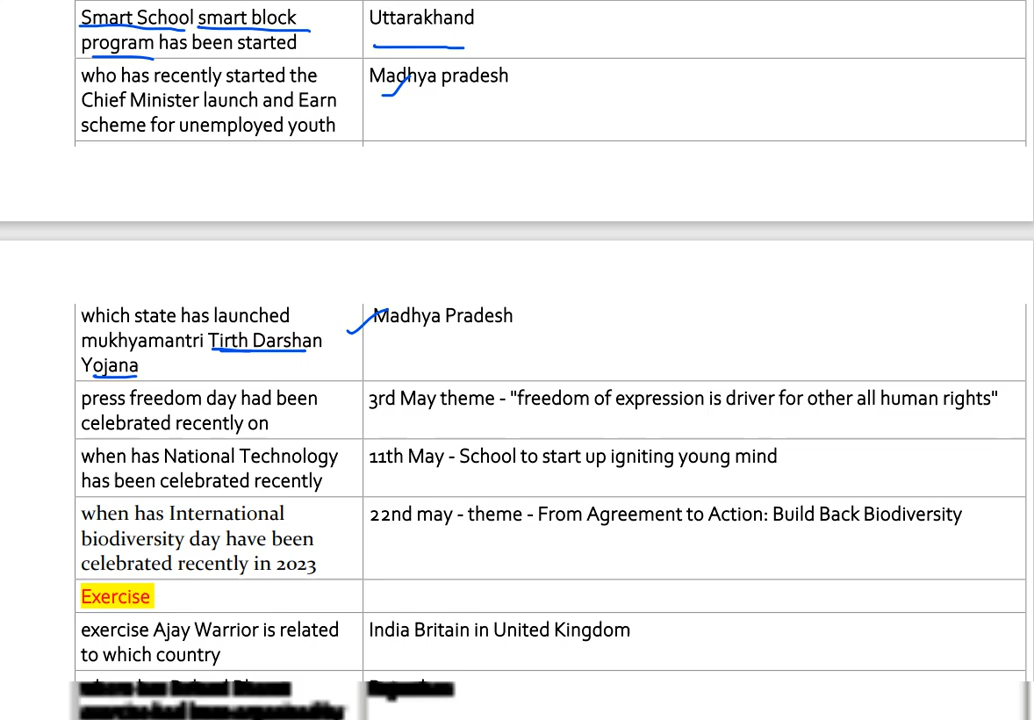 Smart School smart block Uttarakhand
program has been started
who has recently started the Madhya pradesh
Chief Minister launch and Earn
scheme for unemployed youth
which state has launched Madhya Pradesh
mukhyamantri Tirth Darshan
Yojana
press freedom day had been 3rd May theme - "freedom of expression is driver for other all human rights"
celebrated recently on
when has National Technology 11th May - School to start up igniting young mind
has been celebrated recently
when has International 22nd may - theme - From Agreement to Action: Build Back Biodiversity
biodiversity day have been
celebrated recently in 2023
Exercise
exercise Ajay Warrior is related India Britain in United Kingdom
to which country